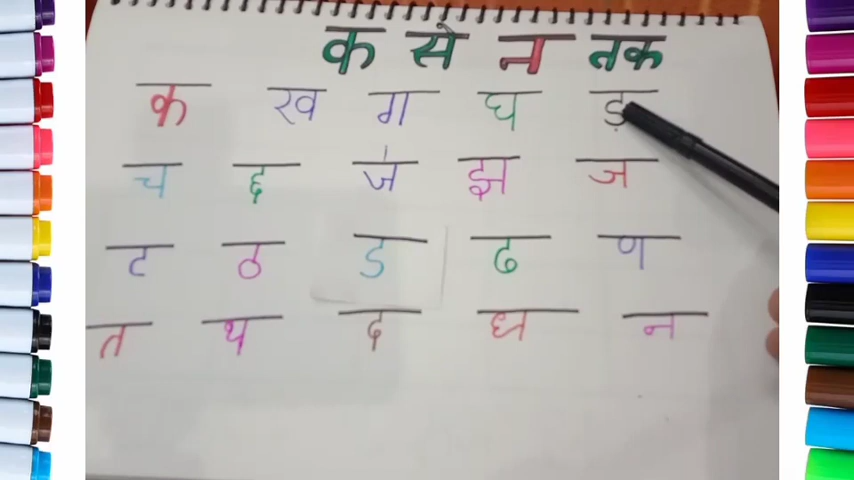 क से न तक
क ख ग घ ड़
च छ ज झ ज
ट ठ ड ढ ण
त थ द ध न